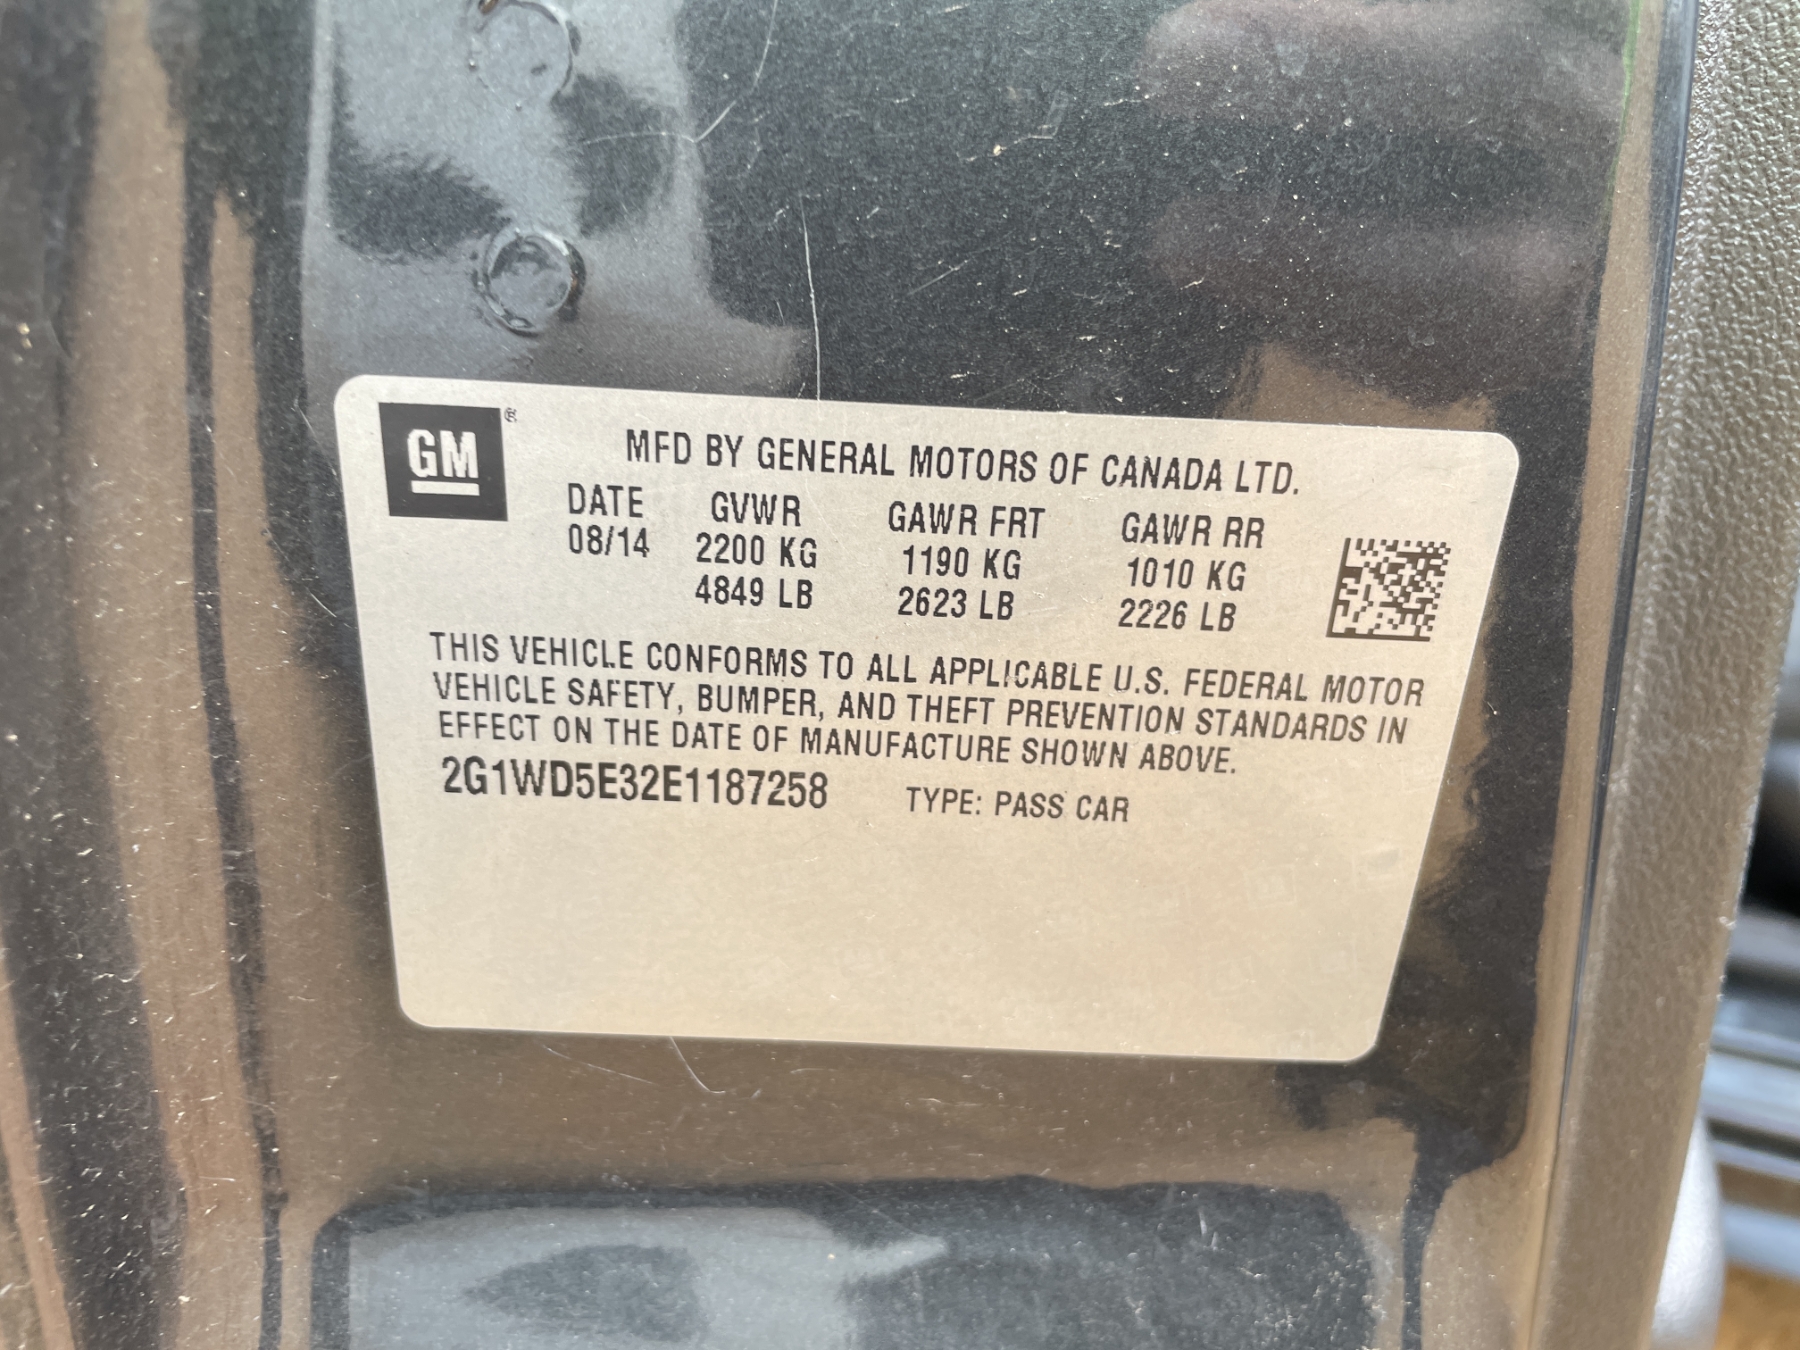 GM®
MFD BY GENERAL MOTORS OF CANADA LTD.
DATE GVWR GAWR FRT GAWR RR
08/14 2200 KG 1190 KG 1010 KG
4849 LB 2623 LB 2226 LB
THIS VEHICLE CONFORMS TO ALL APPLICABLE U.S. FEDERAL MOTOR
VEHICLE SAFETY, BUMPER, AND THEFT PREVENTION STANDARDS IN
EFFECT ON THE DATE OF MANUFACTURE SHOWN ABOVE.
2G1WD5E32E1187258 TYPE: PASS CAR